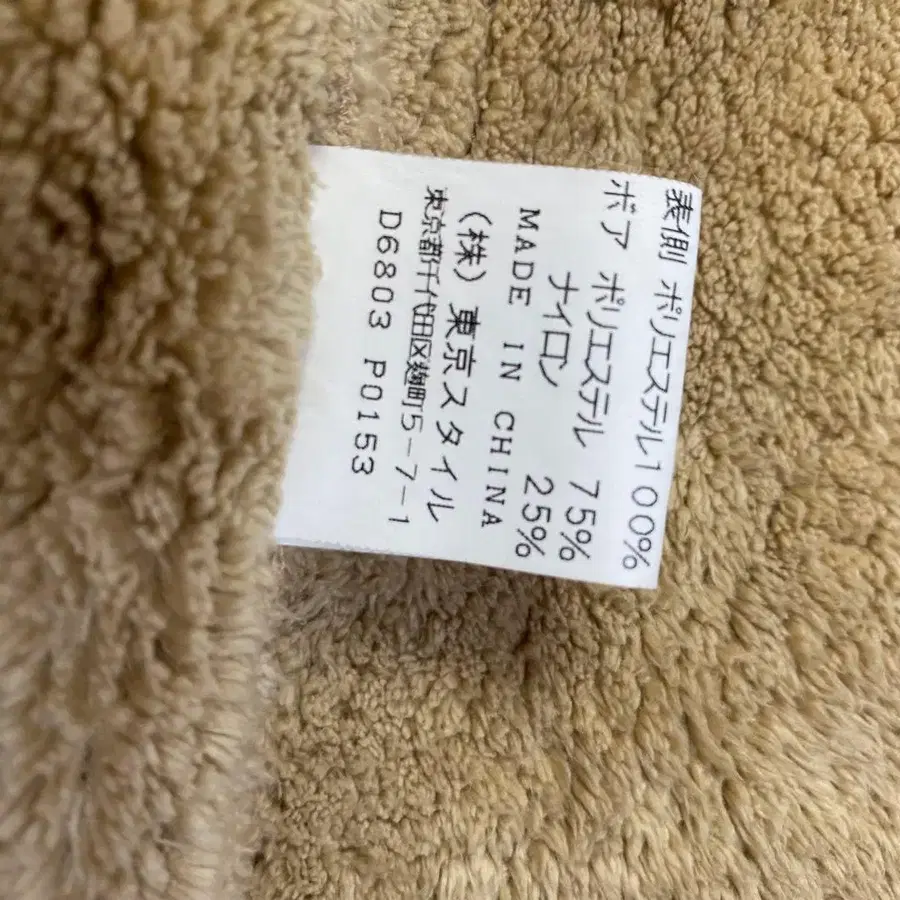 表側 ポリエステル100%
ボア ポリエステル 75%
ナイロン 25%
MADE IN CHINA
(株)東京スタイル
東京都千代田区麹町5-7-1
D6803 P0153